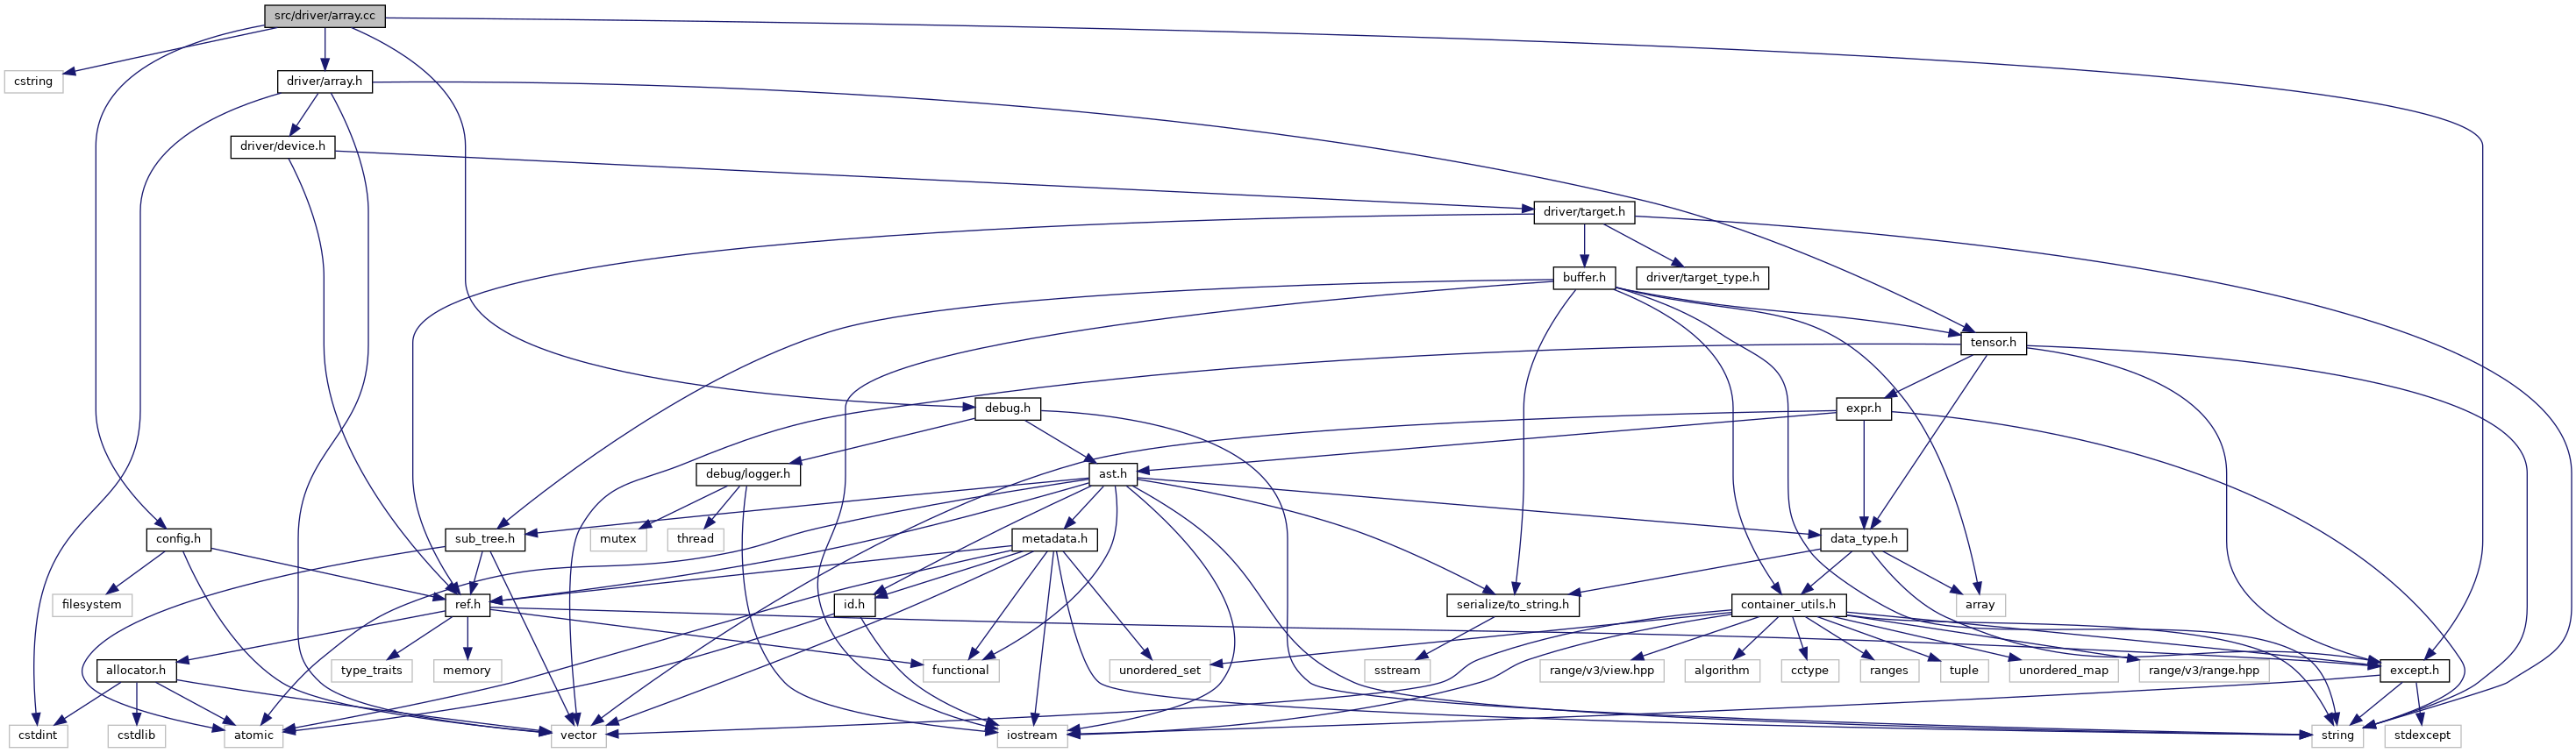 src/driver/array.cc
cstring
driver/array.h
driver/device.h
driver/target.h
buffer.h
driver/target_type.h
tensor.h
debug.h
expr.h
debug/logger.h
ast.h
config.h
sub_tree.h
mutex
thread
metadata.h
data_type.h
filesystem
ref.h
id.h
serialize/to_string.h
container_utils.h
array
allocator.h
type_traits
memory
functional
unordered_set
sstream
range/v3/view.hpp
algorithm
cctype
ranges
tuple
unordered_map
range/v3/range.hpp
except.h
cstdint
cstdlib
atomic
vector
iostream
string
stdexcept